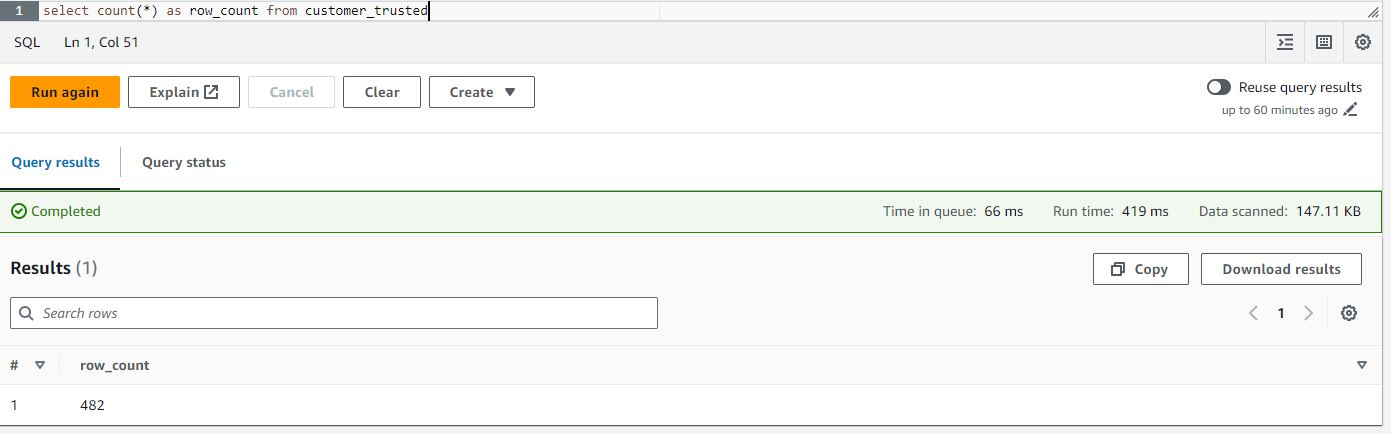 1 select count(*) as row_count from customer_trusted
SQL Ln 1, Col 51
Run again Explain Cancel Clear Create Reuse query results
up to 60 minutes ago
Query results Query status
Completed Time in queue: 66 ms Run time: 419 ms Data scanned: 147.11 KB
Results (1) Copy Download results
Search rows 1
# row_count
1 482